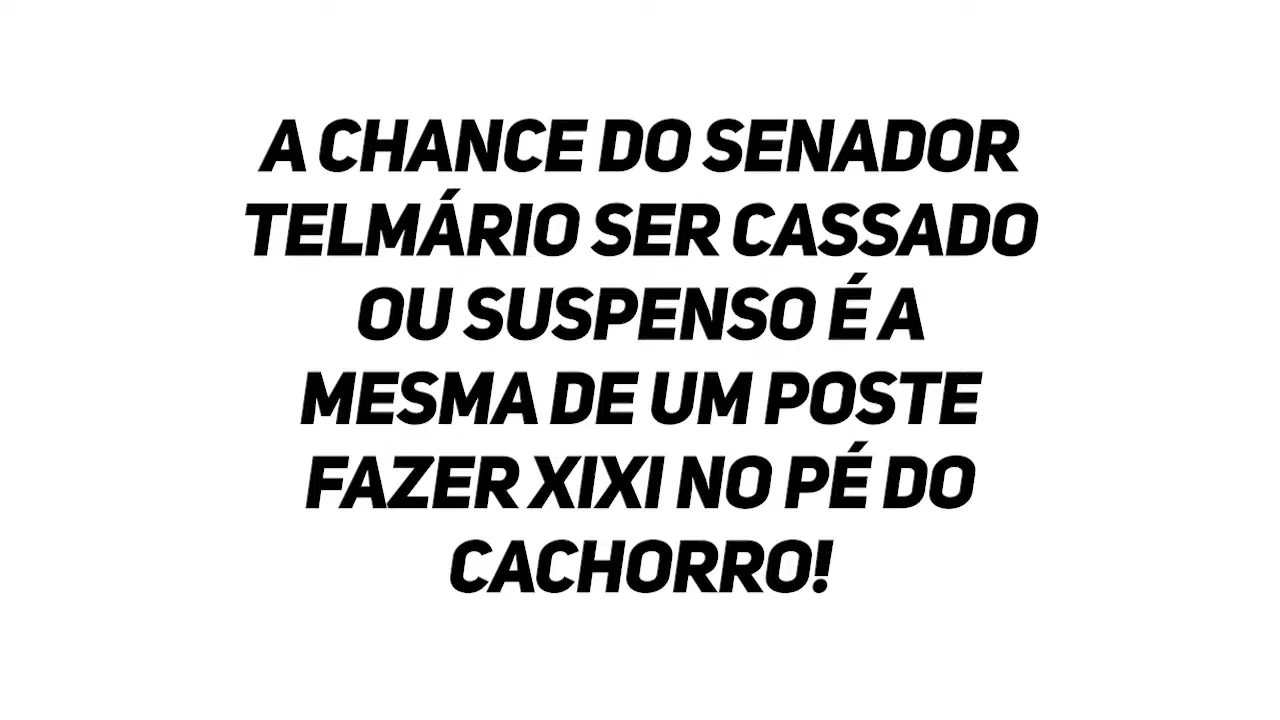 A CHANCE DO SENADOR
TELMÁRIO SER CASSADO
OU SUSPENSO É A
MESMA DE UM POSTE
FAZER XIXI NO PÉ DO
CACHORRO!